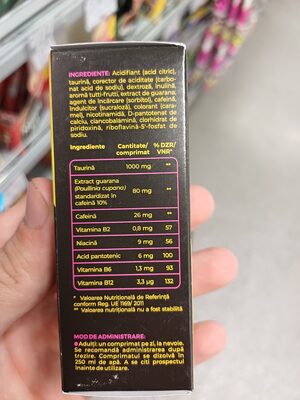 INGREDIENTE: Acidifiant (acid citric),
taurină, corector de aciditate (carbo-
nat acid de sodiu), dextroză, inulină,
aromă tutti-frutti, extract de guarana,
agent de încărcare (sorbitol), cafeină,
îndulcitor (sucraloză), colorant (cara-
mel), nicotinamidă, D-pantotenat de
calciu, ciancobalamină, clorhidrat de
piridoxină, riboflavină-5'-fosfat de
sodiu.
Ingrediente Cantitate/ comprimat % DZR/ VNR*
Taurină 1000 mg **
Extract guarana
(Paullinia cupana) 80 mg **
standardizat în
cafeină 10%
Cafeină 26 mg **
Vitamina B2 0,8 mg 57
Niacină 9 mg 56
Acid pantotenic 6 mg 100
Vitamina B6 1,3 mg 93
Vitamina B12 3,3 µg 132
* Valoarea Nutritională de Referință
conform Reg. UE 1169/ 2011
** Valoarea nutritională nu a fost stabilită
MOD DE ADMINISTRARE:
Adulți: un comprimat pe zi, la nevoie.
Se recomandă administrarea după
trezire. Comprimatul se dizolvă în
250 ml de apă. A se citi prospectul
înainte de utilizare.